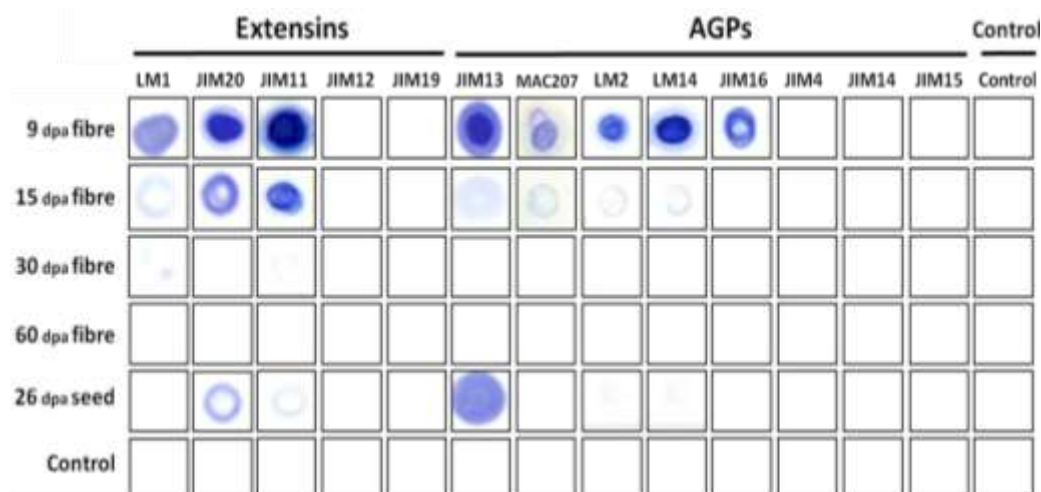 Extensins AGPs Control
LM1 JIM20 JIM11 JIM12 JIM19 JIM13 MAC207 LM2 LM14 JIM16 JIM4 JIM14 JIM15 Control
9 dpa fibre
15 dpa fibre
30 dpa fibre
60 dpa fibre
26 dpa seed
Control